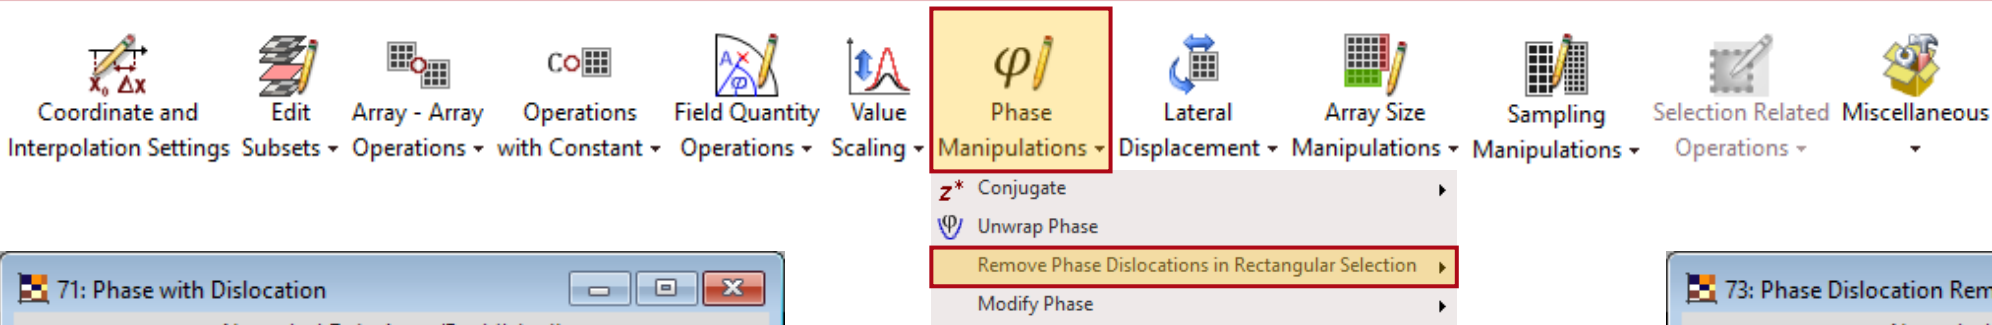 Coordinate and
Interpolation Settings
Edit
Subsets
Array - Array
Operations
Operations
with Constant
Field Quantity
Operations
Value
Scaling
Phase
Manipulations
Lateral
Displacement
Array Size
Manipulations
Sampling
Manipulations
Selection Related
Operations
Miscellaneous
z* Conjugate
Unwrap Phase
Remove Phase Dislocations in Rectangular Selection
Modify Phase
71: Phase with Dislocation
73: Phase Dislocation Rem